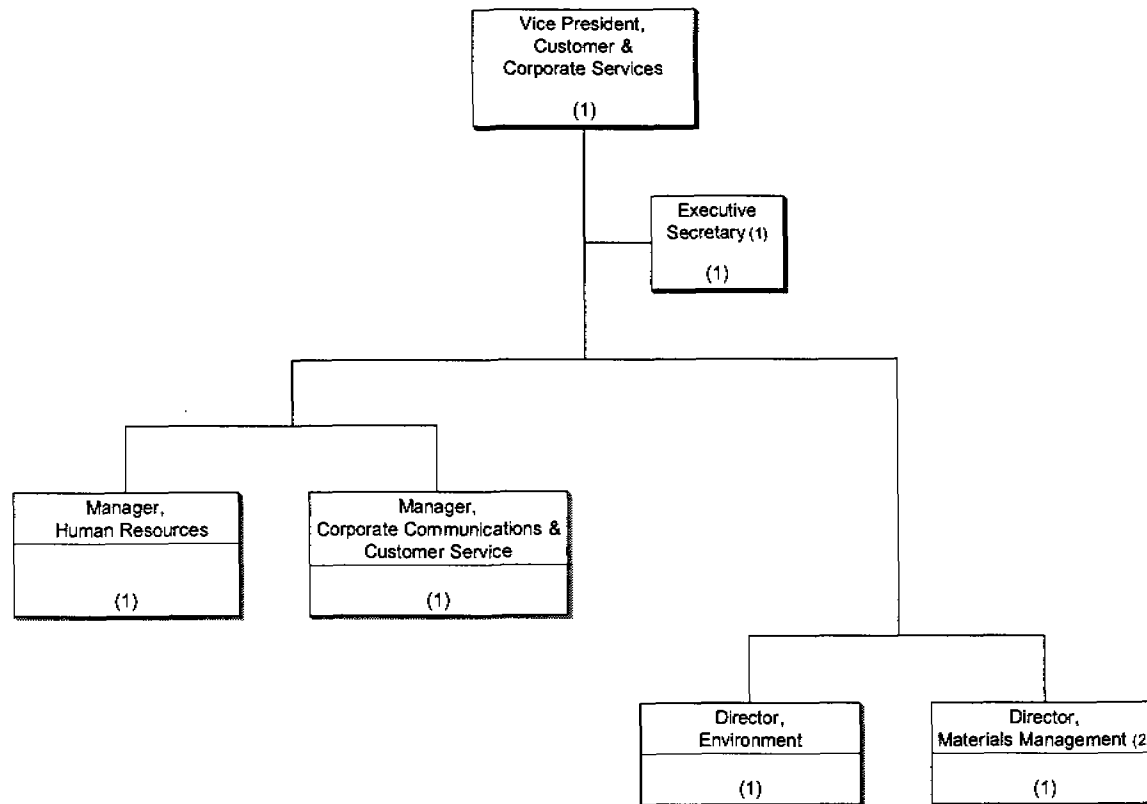 Vice President,
Customer &
Corporate Services
(1)
Executive
Secretary (1)
(1)
Manager,
Human Resources
(1)
Manager,
Corporate Communications &
Customer Service
(1)
Director,
Environment
(1)
Director,
Materials Management (2
(1)